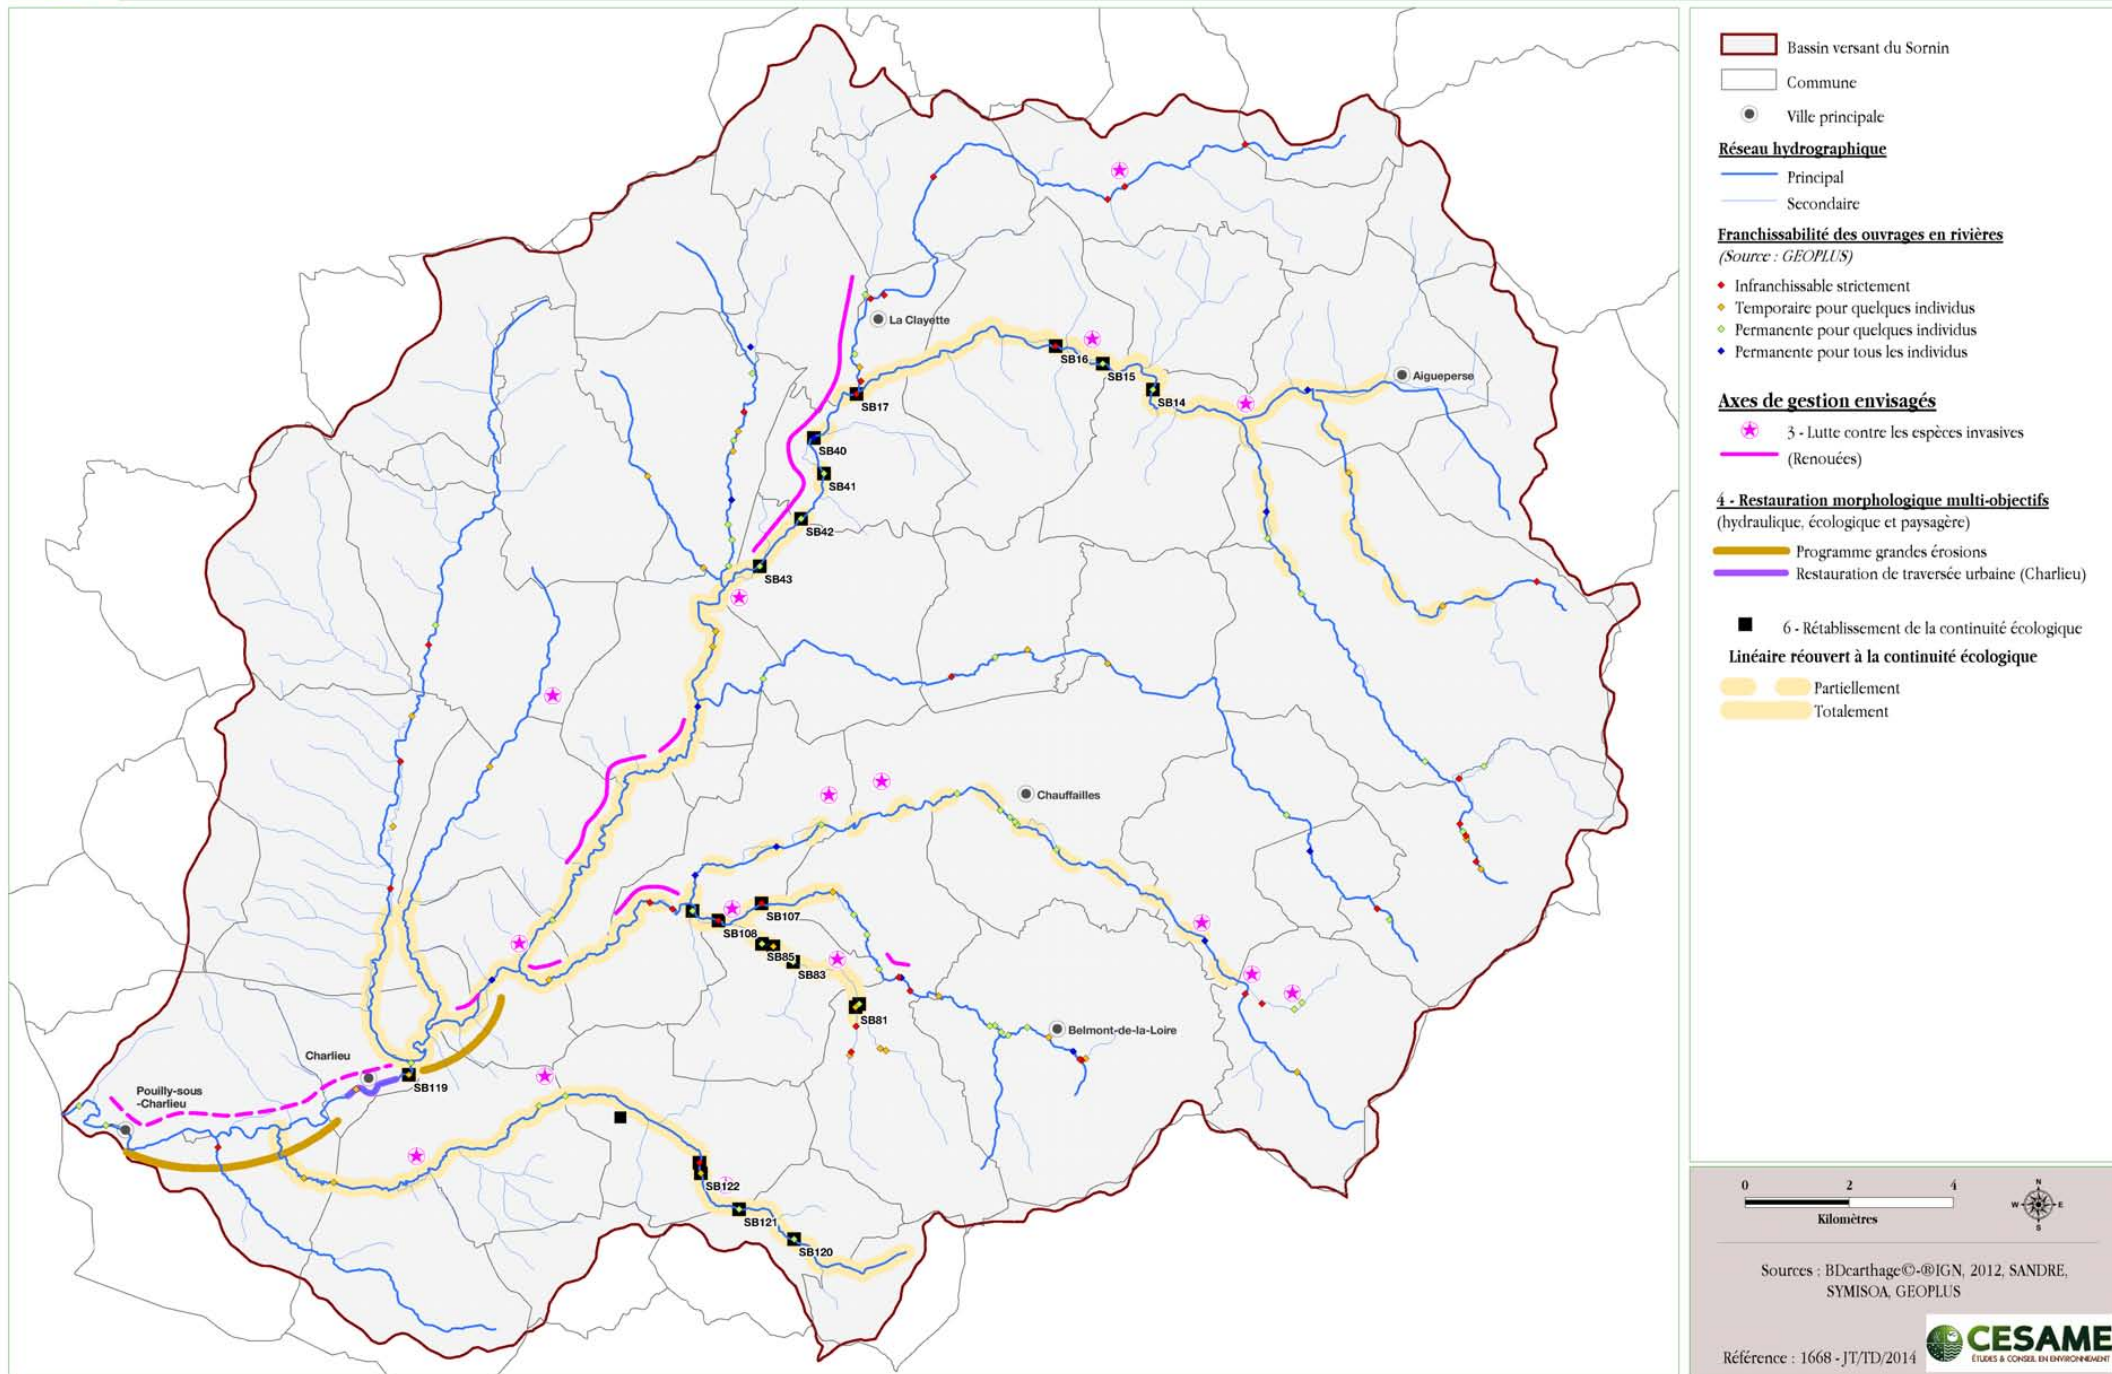 La Clayette
SB16
SB15
Aigueperse
SB14
SB17
SB40
SB41
SB42
SB43
Chauffailles
SB107
SB108
SB85
SB83
SB81
Belmont-de-la-Loire
Charlieu
SB119
Pouilly-sous
-Charlieu
SB122
SB121
SB120
Bassin versant du Sornin
Commune
Ville principale
Réseau hydrographique
Principal
Secondaire
Franchissabilité des ouvrages en rivières
(Source : GEOPLUS)
Infranchissable strictement
Temporaire pour quelques individus
Permanente pour quelques individus
Permanente pour tous les individus
Axes de gestion envisagés
3 - Lutte contre les espèces invasives
(Renouées)
4 - Restauration morphologique multi-objectifs
(hydraulique, écologique et paysagère)
Programme grandes érosions
Restauration de traversée urbaine (Charlieu)
6 - Rétablissement de la continuité écologique
Linéaire réouvert à la continuité écologique
Partiellement
Totalement
0 2 4
Kilomètres
N
W E
S
Sources : BDcarthage©-®IGN, 2012, SANDRE,
SYMISOA, GEOPLUS
Référence : 1668 - JT/TD/2014
CESAME
ÉTUDES & CONSEIL EN ENVIRONNEMENT